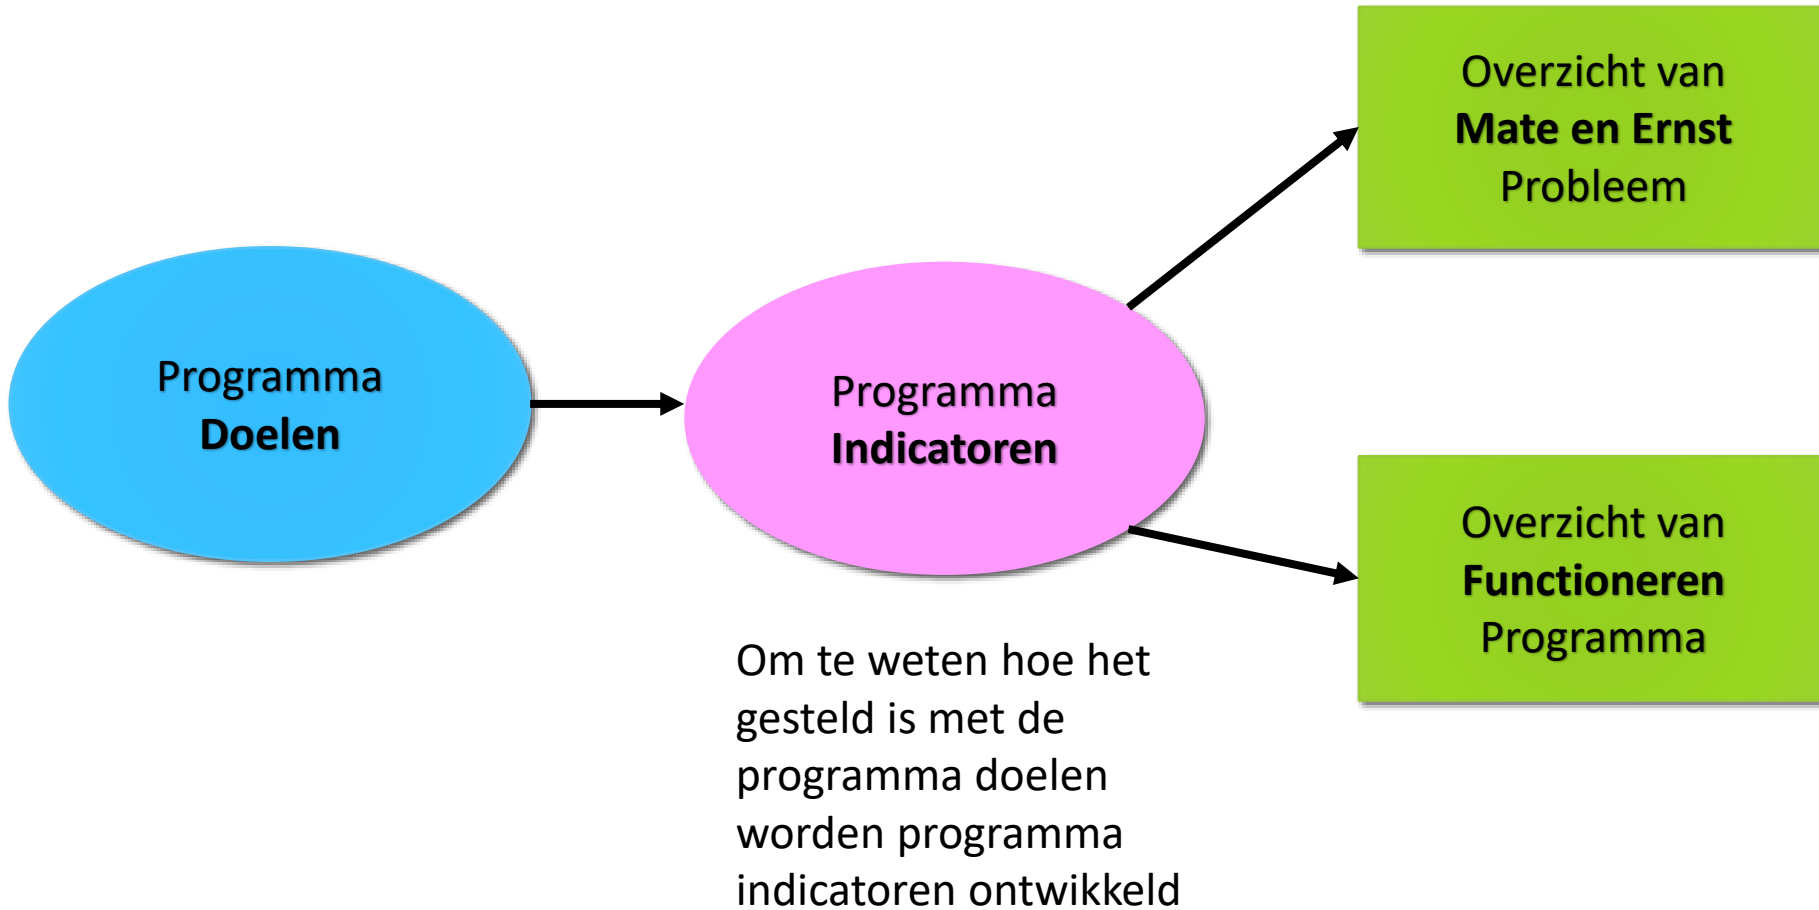 Programma
Doelen
Programma
Indicatoren
Overzicht van
Mate en Ernst
Probleem
Overzicht van
Functioneren
Programma
Om te weten hoe het
gesteld is met de
programma doelen
worden programma
indicatoren ontwikkeld